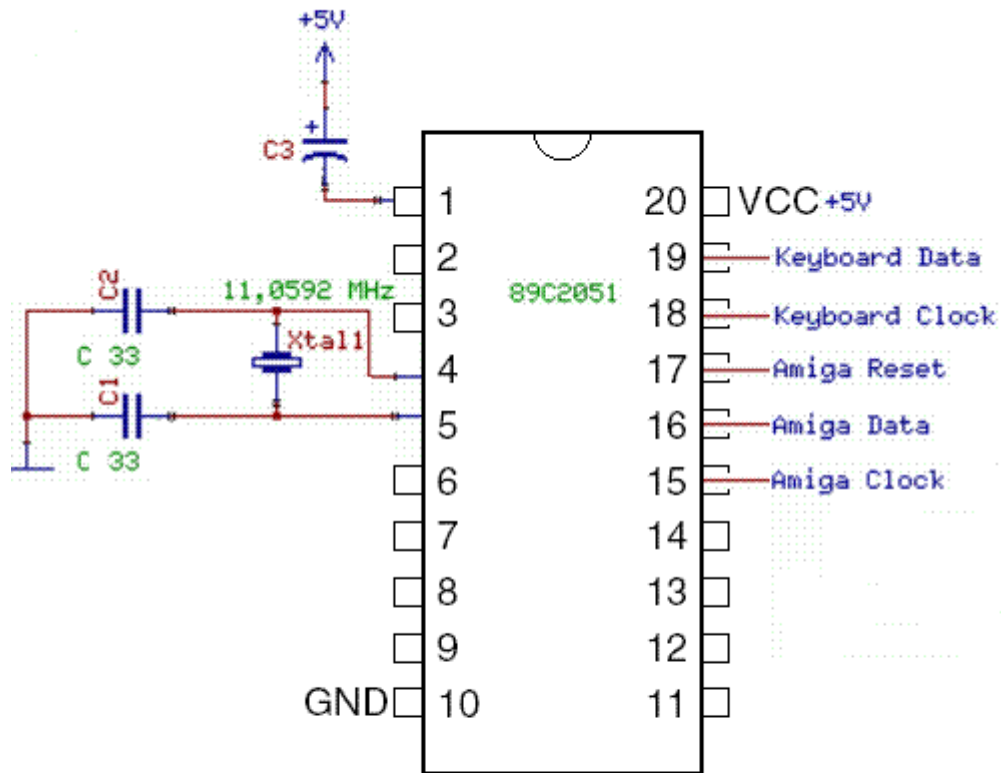 +5V
+
C3
1
20
VCC +5V
2
19
Keyboard Data
C2
11,0592 MHz
89C2051
3
18
Keyboard Clock
Xtal1
C 33
4
17
Amiga Reset
C1
5
16
Amiga Data
C 33
6
15
Amiga Clock
7
14
8
13
9
12
GND
10
11